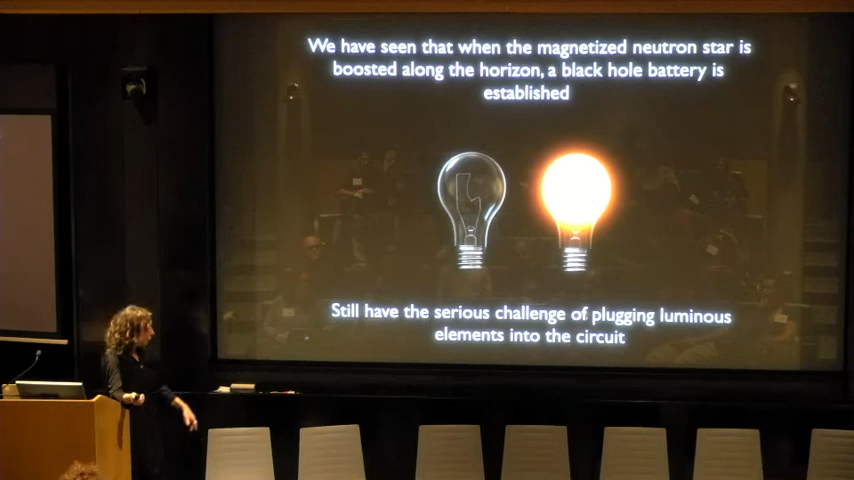 We have seen that when the magnetized neutron star is
boosted along the horizon, a black hole battery is
established
Still have the serious challenge of plugging luminous
elements into the circuit